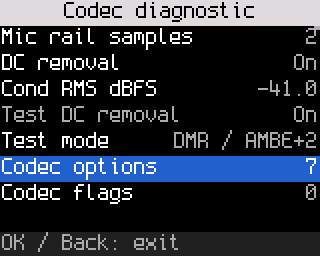 Codec diagnostic
Mic rail samples 2
DC removal On
Cond RMS dBFS -41.0
Test DC removal On
Test mode DMR / AMBE+2
Codec options 7
Codec flags 0
OK / Back: exit